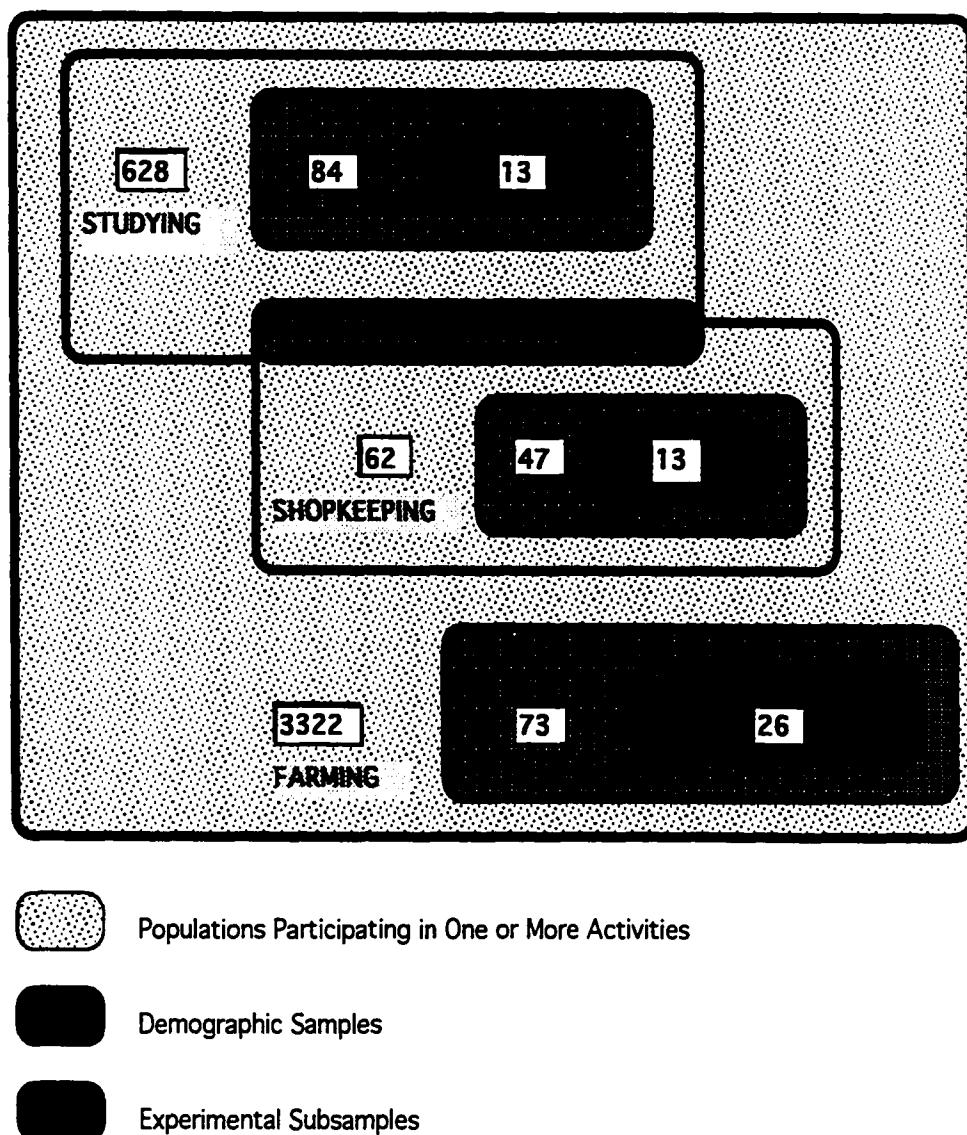 628 84 13
STUDYING
62 47 13
SHOPKEEPING
3322 73 26
FARMING
Populations Participating in One or More Activities
Demographic Samples
Experimental Subsamples